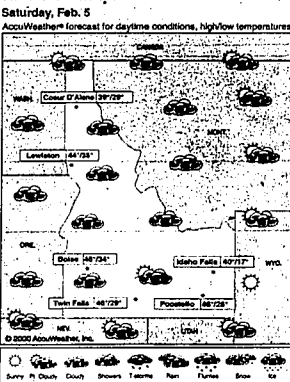 Saturday, Feb. 5
AccuWeather® forecast for daytime conditions, high/low temperatures
CANADA
WASH.
Coeur D'Alene 39°/29°
MONT.
Lewiston 44°/35°
ORE.
Boise 46°/34°
Idaho Falls 40°/17°
WYO.
Twin Falls 46°/29°
Pocatello 46°/28°
NEV.
UTAH
© 2000 AccuWeather, Inc.
Sunny Pt. Cloudy Cloudy Showers T-storms Rain Flurries Snow Ice